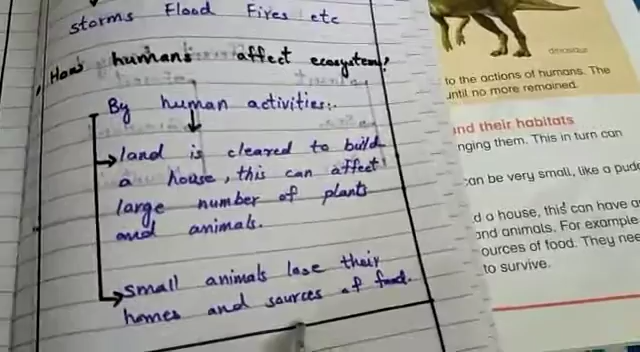 storms Flood Fires etc
How humans affect ecosystem?
By human activities:-
land is cleared to build
a house, this can affect
large number of plants
and animals.
Small animals lose their
homes and sources of food.
dinosaur
to the actions of humans. The
until no more remained.
and their habitats
nging them. This in turn can
can be very small, like a
d a house, this can have a
and animals. For example
ources of food. They nee
to survive.